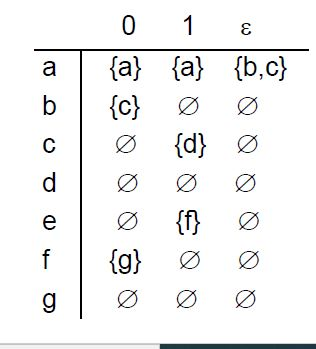 0 1 ε
a {a} {a} {b,c}
b {c} ∅ ∅
c ∅ {d} ∅
d ∅ ∅ ∅
e ∅ {f} ∅
f {g} ∅ ∅
g ∅ ∅ ∅